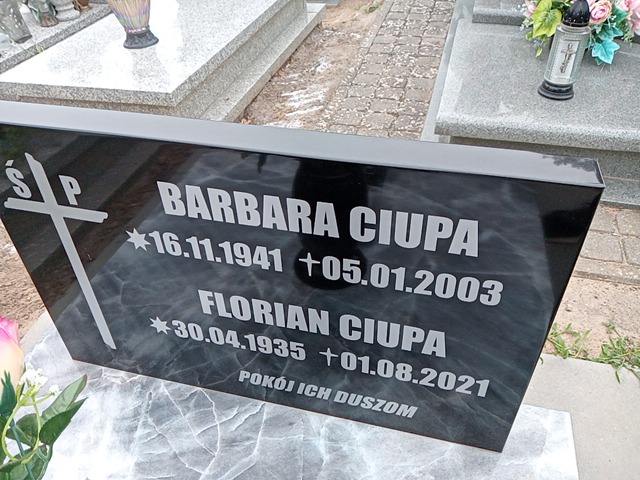 Ś P
BARBARA CIUPA
16.11.1941 05.01.2003
FLORIAN CIUPA
30.04.1935 01.08.2021
POKÓJ ICH DUSZOM